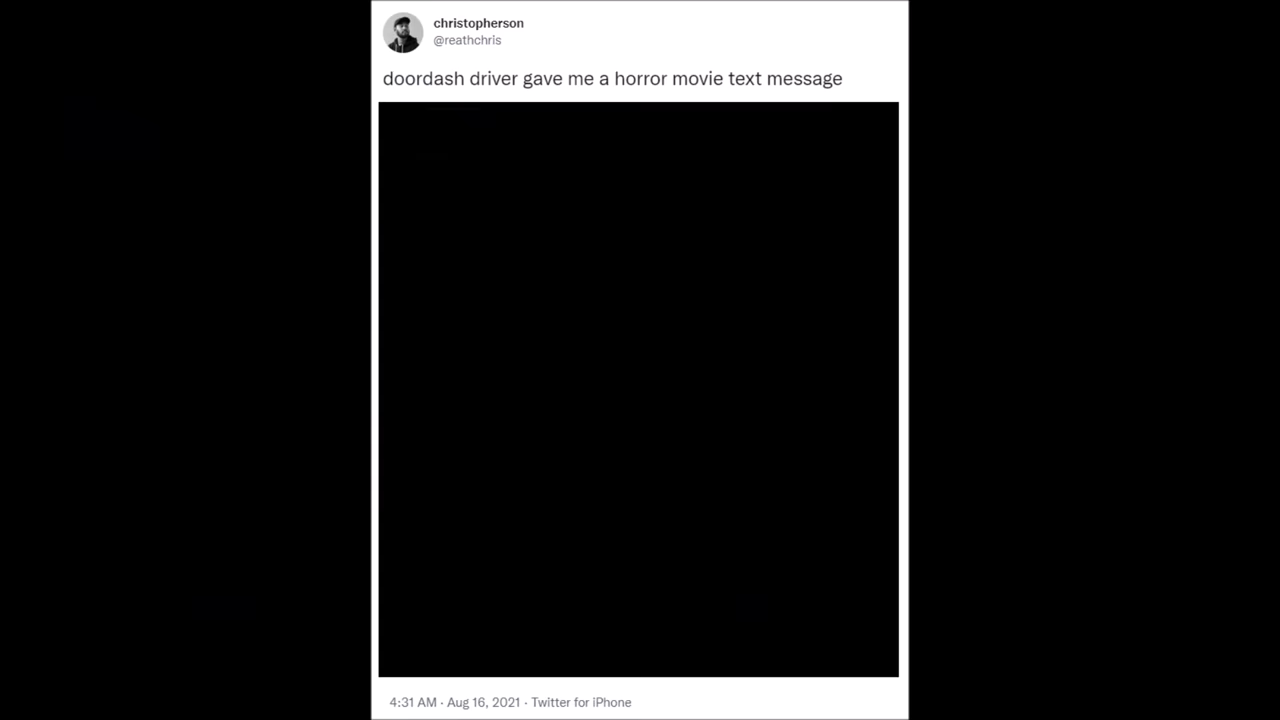 christopherson
@reathchris
doordash driver gave me a horror movie text message
4:31 AM · Aug 16, 2021 · Twitter for iPhone